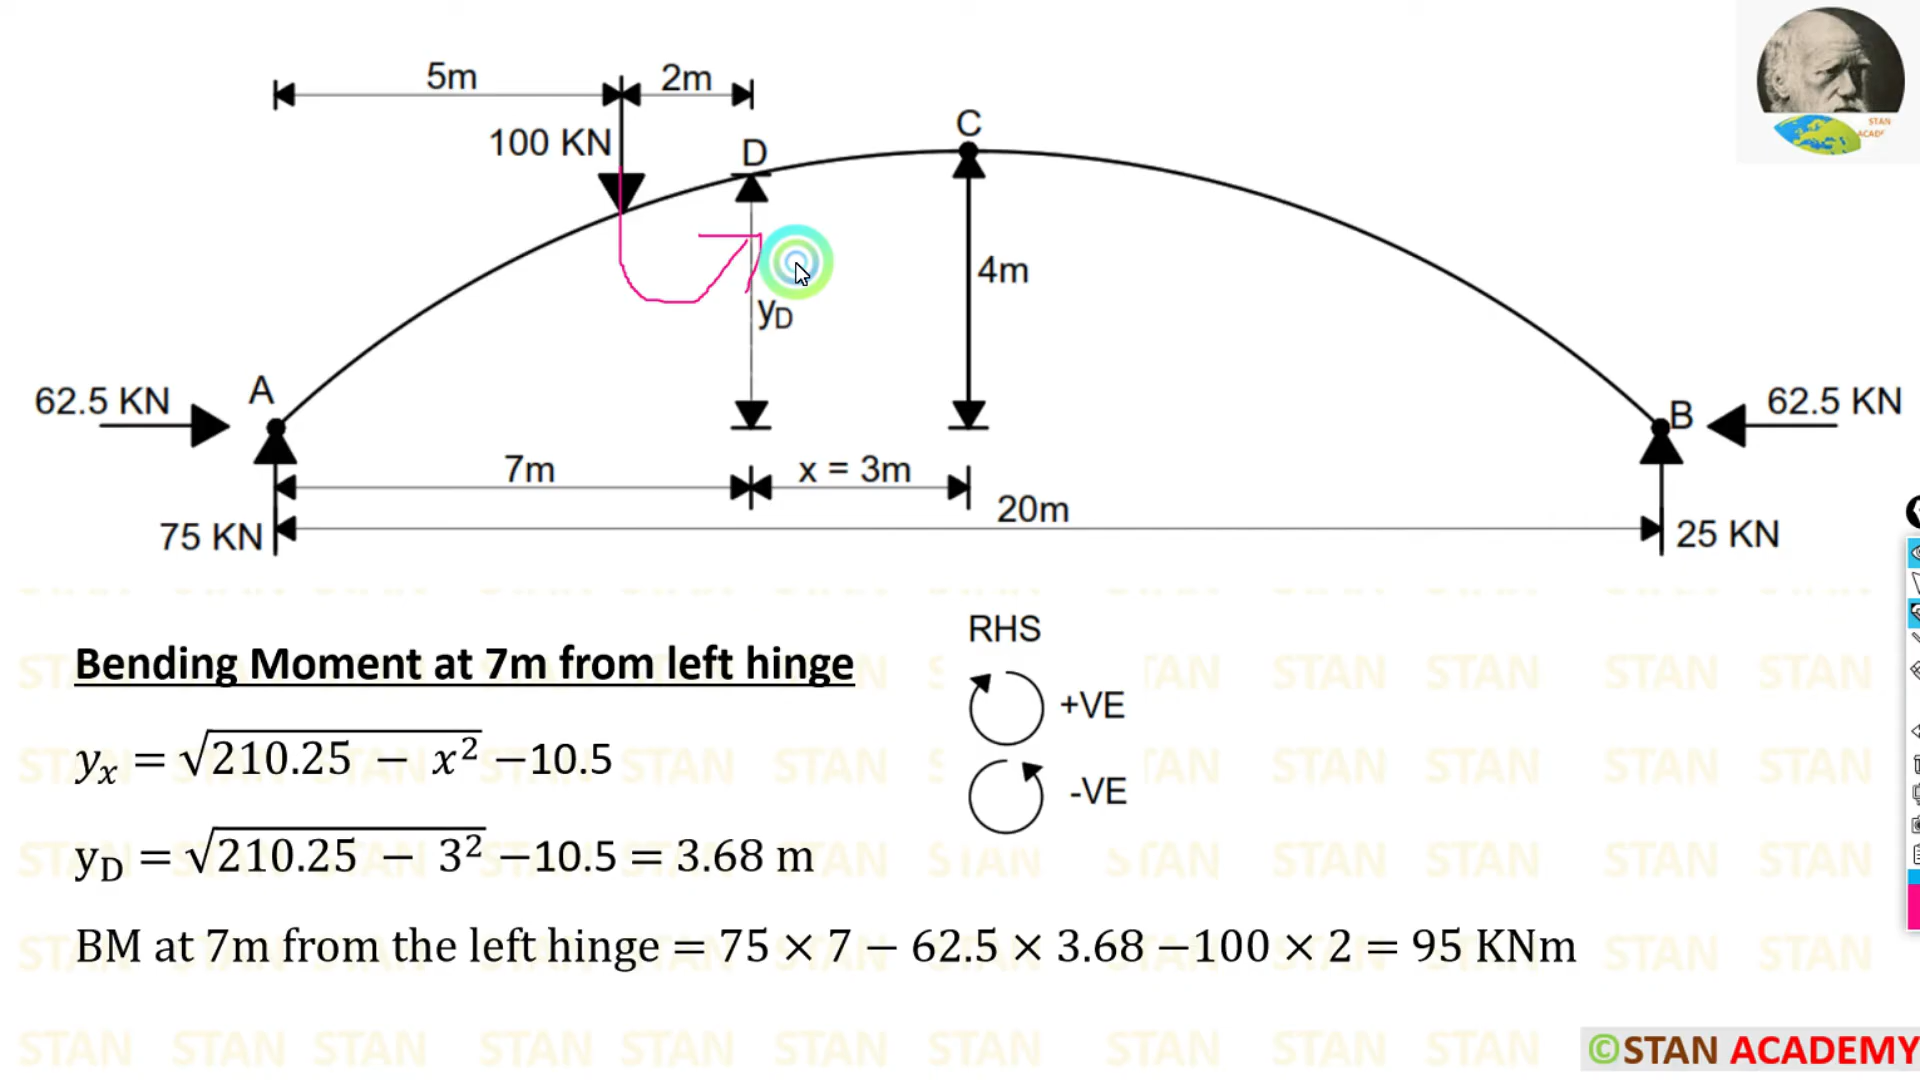 5m
2m
100 KN
D
C
4m
yD
62.5 KN
A
B
62.5 KN
7m
x = 3m
20m
75 KN
25 KN
STAN
Bending Moment at 7m from left hinge
RHS
+VE
-VE
yₓ = √210.25 − x² −10.5
yD = √210.25 − 3² −10.5 = 3.68 m
BM at 7m from the left hinge = 75 × 7 − 62.5 × 3.68 −100 × 2 = 95 KNm
©STAN ACADEMY